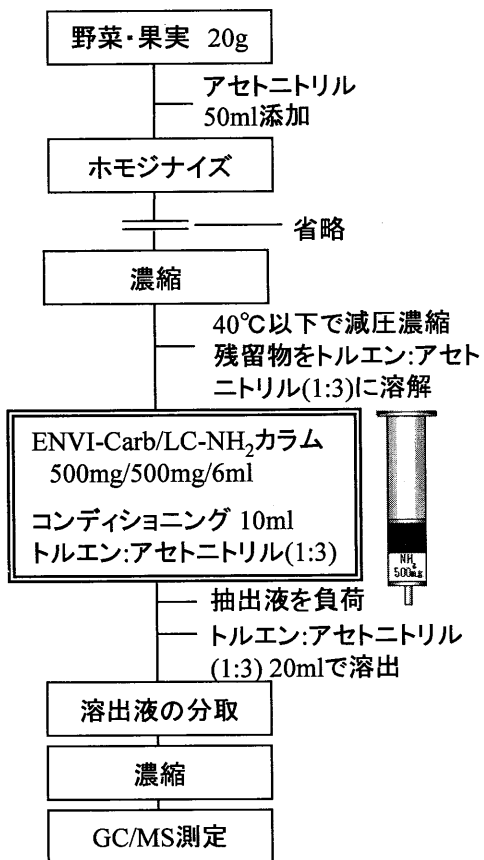 野菜・果実 20g
アセトニトリル
50ml添加
ホモジナイズ
省略
濃縮
40℃以下で減圧濃縮
残留物をトルエン:アセト
ニトリル(1:3)に溶解
ENVI-Carb/LC-NH2カラム
500mg/500mg/6ml
コンディショニング 10ml
トルエン:アセトニトリル(1:3)
NH2
500mg
抽出液を負荷
トルエン:アセトニトリル
(1:3) 20mlで溶出
溶出液の分取
濃縮
GC/MS測定